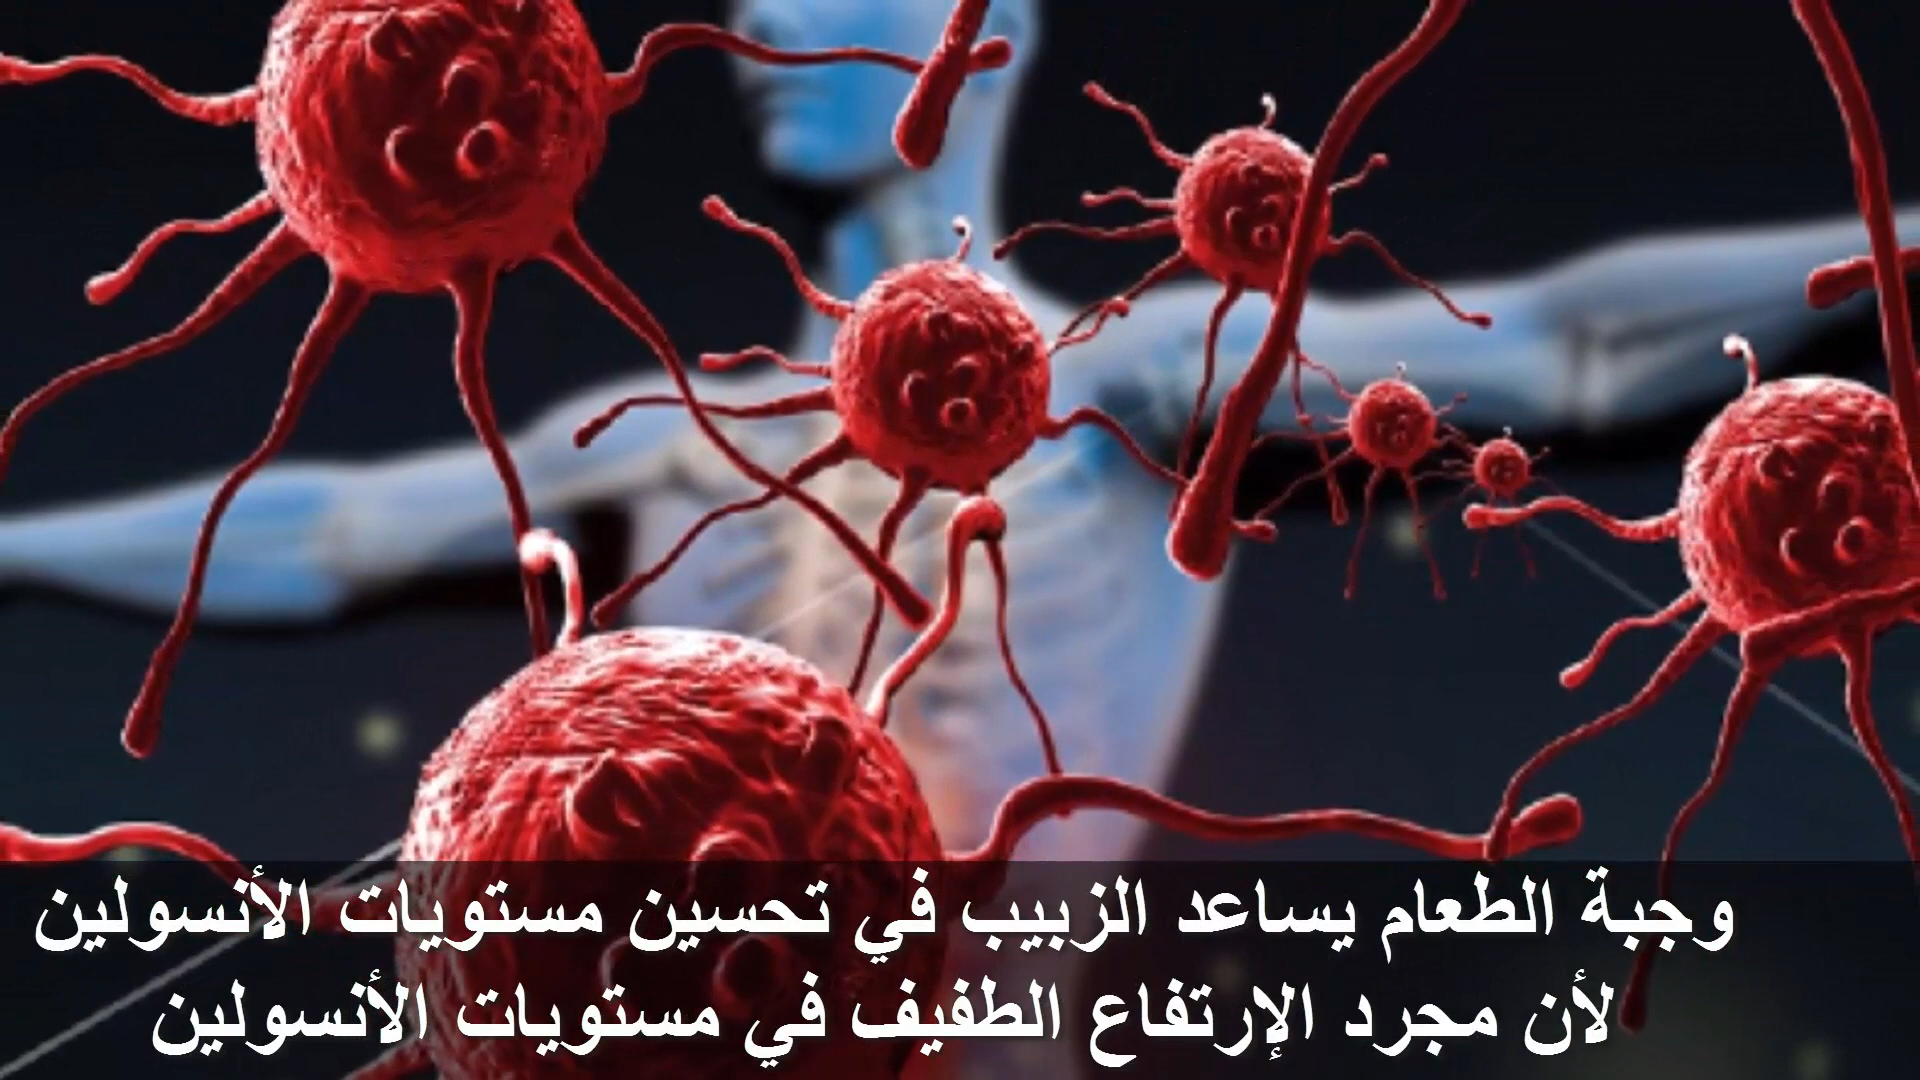 وجبة الطعام يساعد الزبيب في تحسين مستويات الأنسولين
لأن مجرد الإرتفاع الطفيف في مستويات الأنسولين